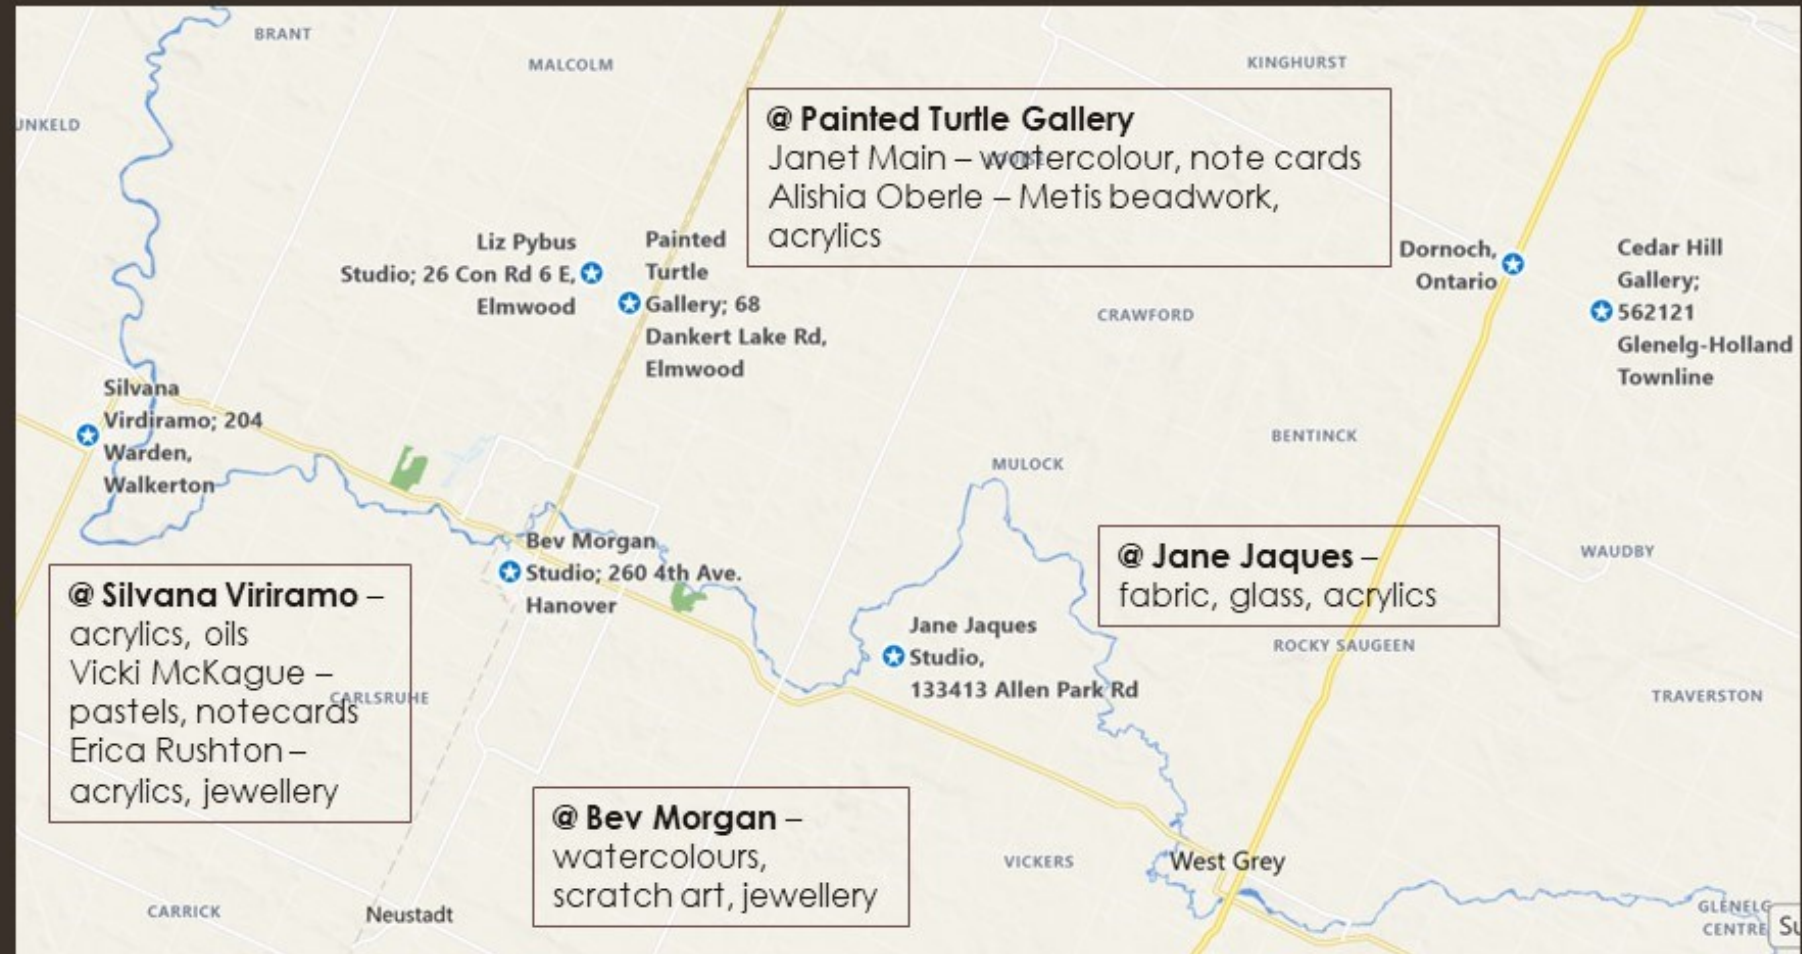 BRANT
MALCOLM
KINGHURST
UNKELD
@ Painted Turtle Gallery
Janet Main – watercolour, note cards
Alishia Oberle – Metis beadwork,
acrylics
Liz Pybus
Studio; 26 Con Rd 6 E,
Elmwood
Painted
Turtle
Gallery; 68
Dankert Lake Rd,
Elmwood
Dornoch,
Ontario
Cedar Hill
Gallery;
562121
Glenelg-Holland
Townline
CRAWFORD
Silvana
Virdiramo; 204
Warden,
Walkerton
BENTINCK
MULOCK
Bev Morgan
Studio; 260 4th Ave.
Hanover
@ Jane Jaques –
fabric, glass, acrylics
WAUDBY
@ Silvana Viriramo –
acrylics, oils
Vicki McKague –
pastels, notecards
Erica Rushton –
acrylics, jewellery
CARLSRUHE
Jane Jaques
Studio,
133413 Allen Park Rd
ROCKY SAUGEEN
TRAVERSTON
@ Bev Morgan –
watercolours,
scratch art, jewellery
VICKERS
West Grey
CARRICK
Neustadt
GLENELG
CENTRE
Su